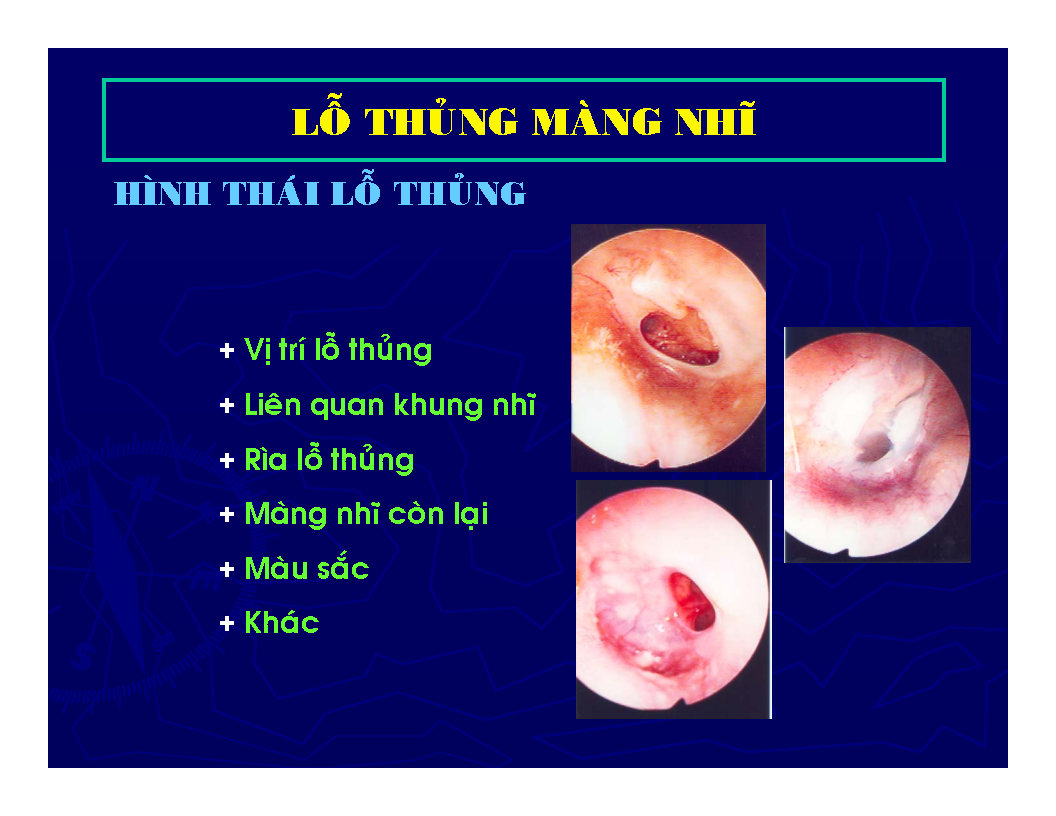 LỖ THỦNG MÀNG NHĨ
HÌNH THÁI LỖ THỦNG
+ Vị trí lỗ thủng
+ Liên quan khung nhĩ
+ Rìa lỗ thủng
+ Màng nhĩ còn lại
+ Màu sắc
+ Khác